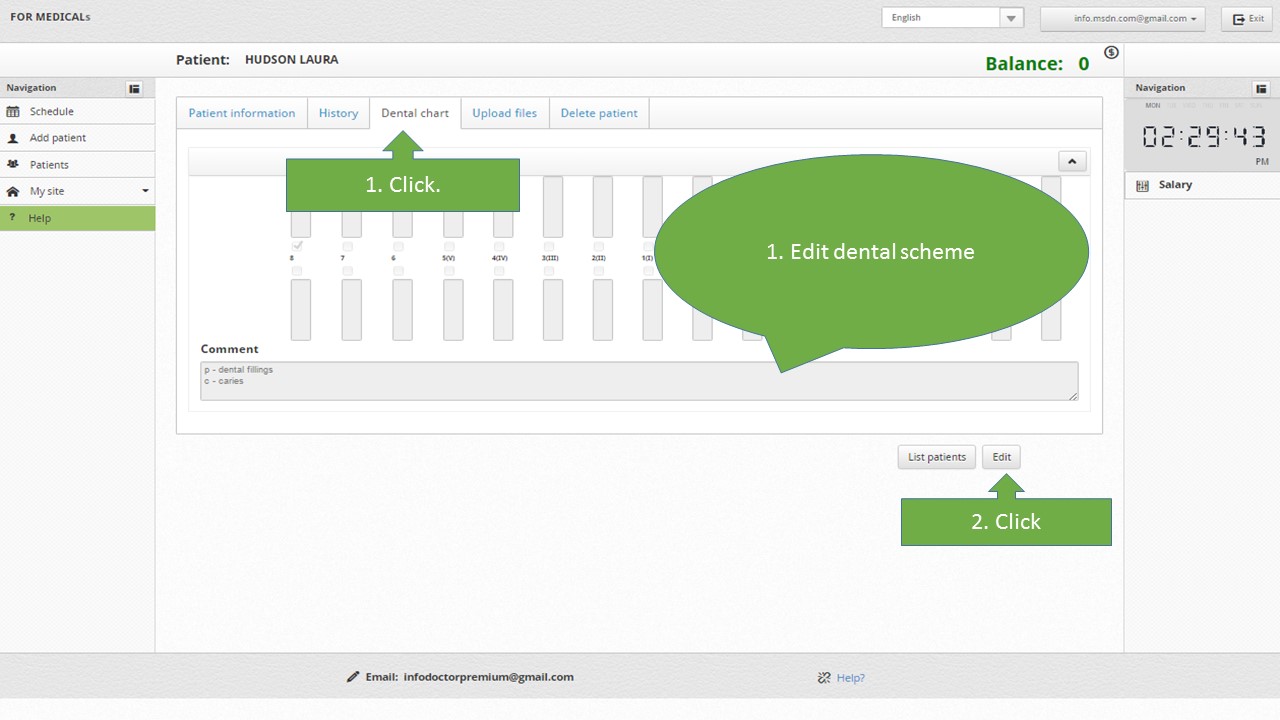 FOR MEDICALs
English
info.msdn.com@gmail.com
Exit
Patient: HUDSON LAURA
Balance: 0
Navigation
Schedule
Add patient
Patients
My site
Help
Patient information
History
Dental chart
Upload files
Delete patient
1. Click.
1. Edit dental scheme
8 7 6 5(V) 4(IV) 3(III) 2(II) 1(I)
Comment
p - dental fillings
c - caries
List patients
Edit
2. Click
Navigation
MON
02:29:43
PM
Salary
Email: infodoctorpremium@gmail.com
Help?